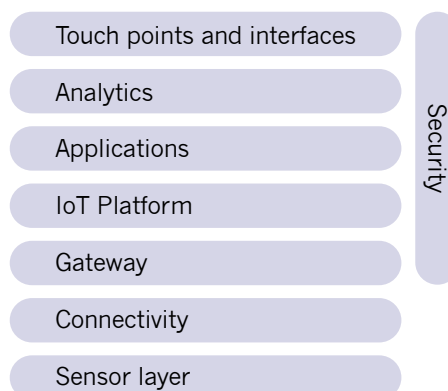 Touch points and interfaces
Analytics
Applications
IoT Platform
Gateway
Connectivity
Sensor layer
Security